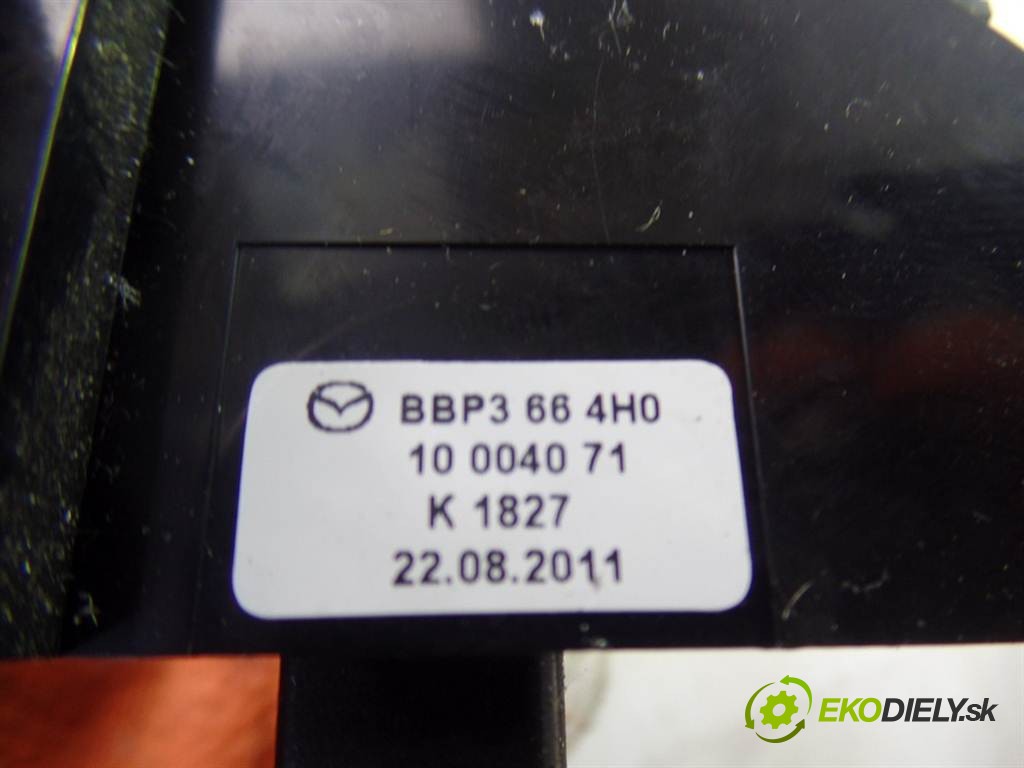 BBP3 66 4H0
10 0040 71
K 1827
22.08.2011
EKODIELY.sk